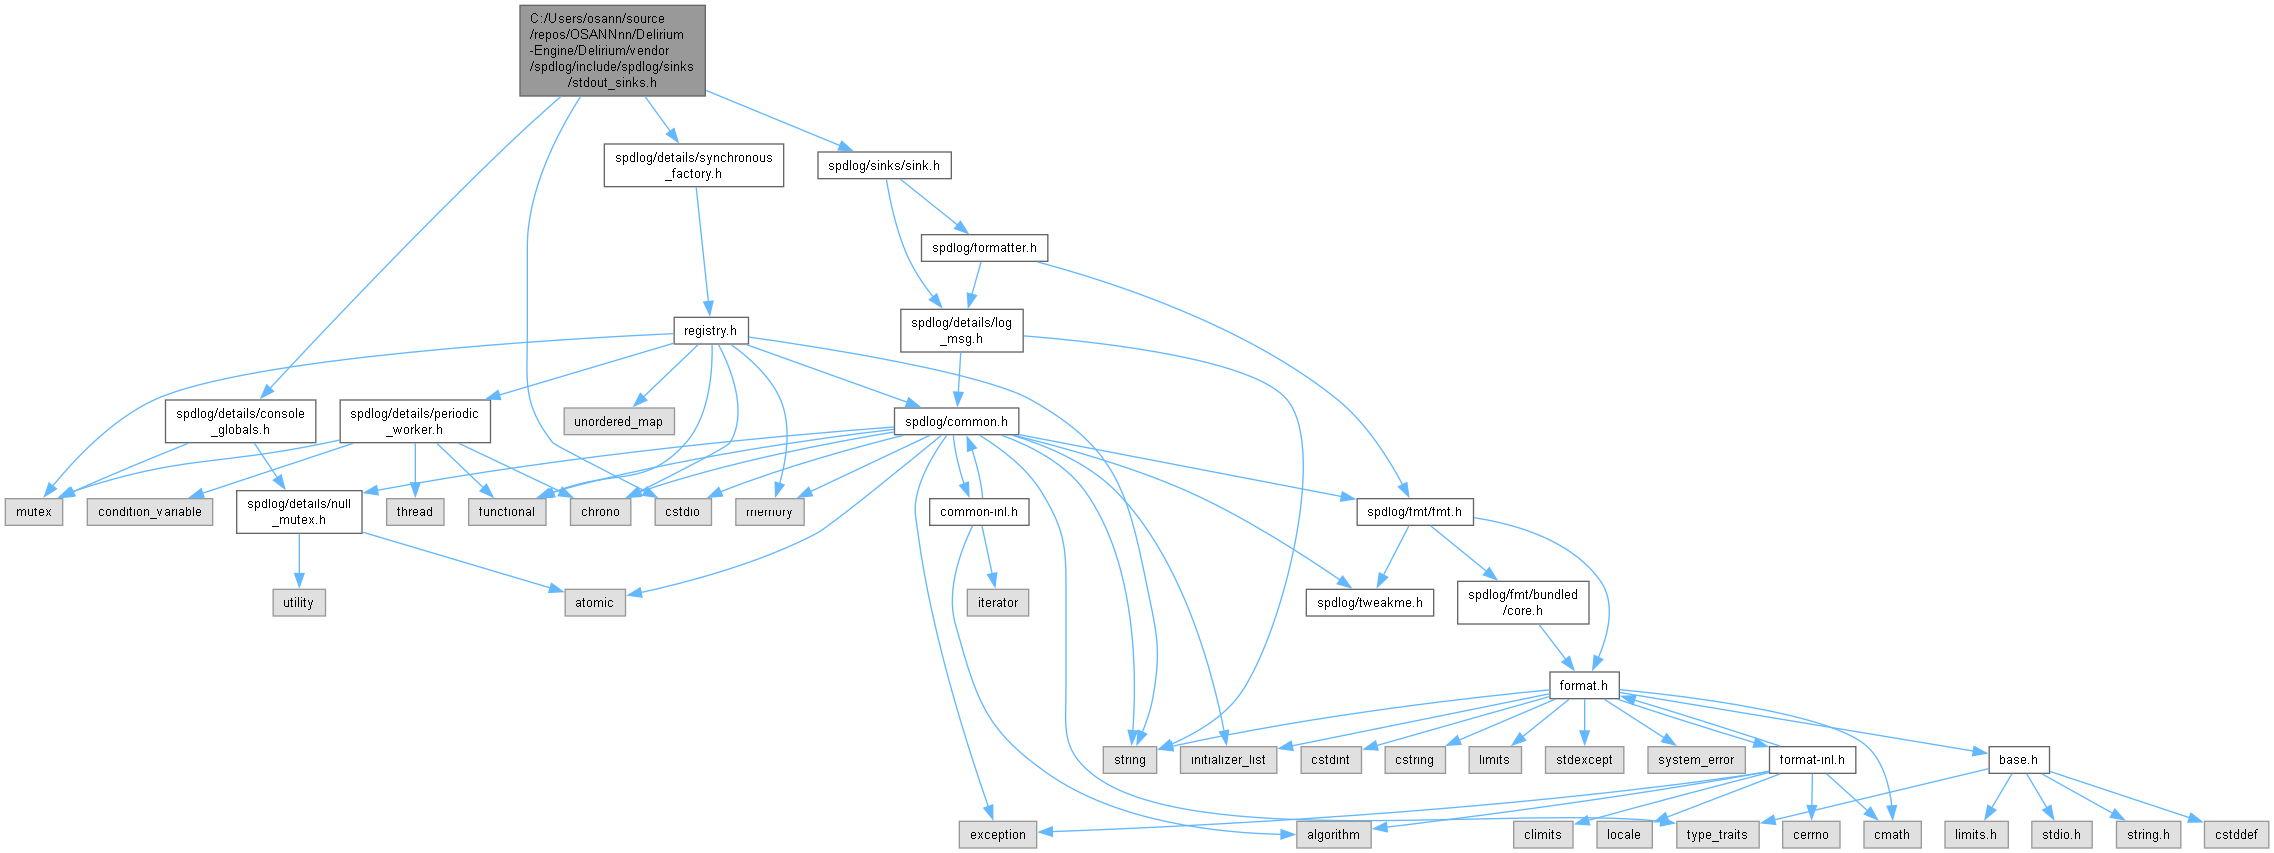 C:/Users/osann/source
/repos/OSANNnn/Delirium
-Engine/Delirium/vendor
/spdlog/include/spdlog/sinks
/stdout_sinks.h
spdlog/details/synchronous
_factory.h
spdlog/sinks/sink.h
spdlog/formatter.h
spdlog/details/log
_msg.h
registry.h
spdlog/details/console
_globals.h
spdlog/details/periodic
_worker.h
unordered_map
spdlog/common.h
mutex
condition_variable
spdlog/details/null
_mutex.h
thread
functional
chrono
cstdio
memory
common-inl.h
spdlog/fmt/fmt.h
utility
atomic
iterator
spdlog/tweakme.h
spdlog/fmt/bundled
/core.h
format.h
string
initializer_list
cstdint
cstring
limits
stdexcept
system_error
format-inl.h
base.h
exception
algorithm
climits
locale
type_traits
cerrno
cmath
limits.h
stdio.h
string.h
cstddef